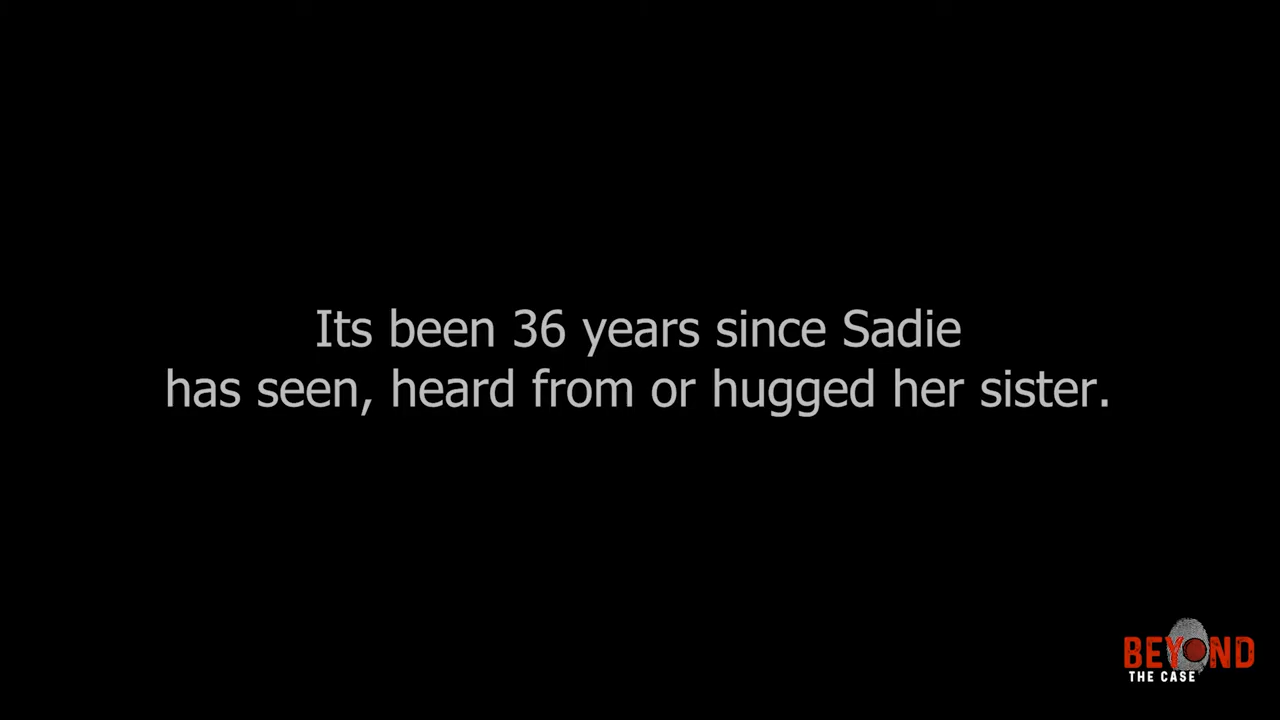 Its been 36 years since Sadie
has seen, heard from or hugged her sister.
BEYOND
THE CASE